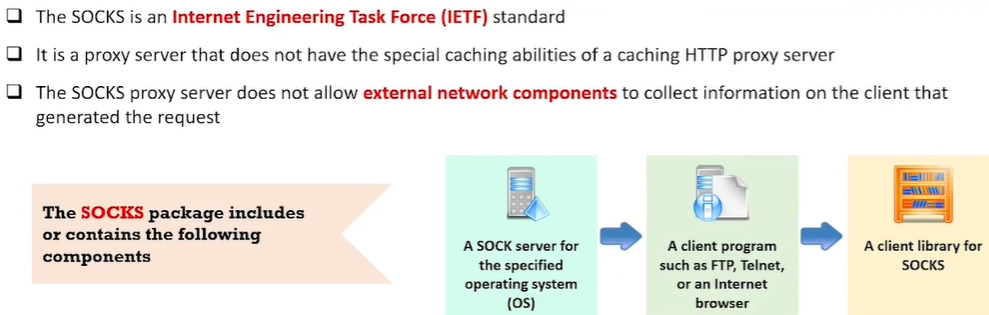 The SOCKS is an Internet Engineering Task Force (IETF) standard
It is a proxy server that does not have the special caching abilities of a caching HTTP proxy server
The SOCKS proxy server does not allow external network components to collect information on the client that
generated the request
The SOCKS package includes
or contains the following
components
A SOCK server for
the specified
operating system
(OS)
A client program
such as FTP, Telnet,
or an Internet
browser
A client library for
SOCKS